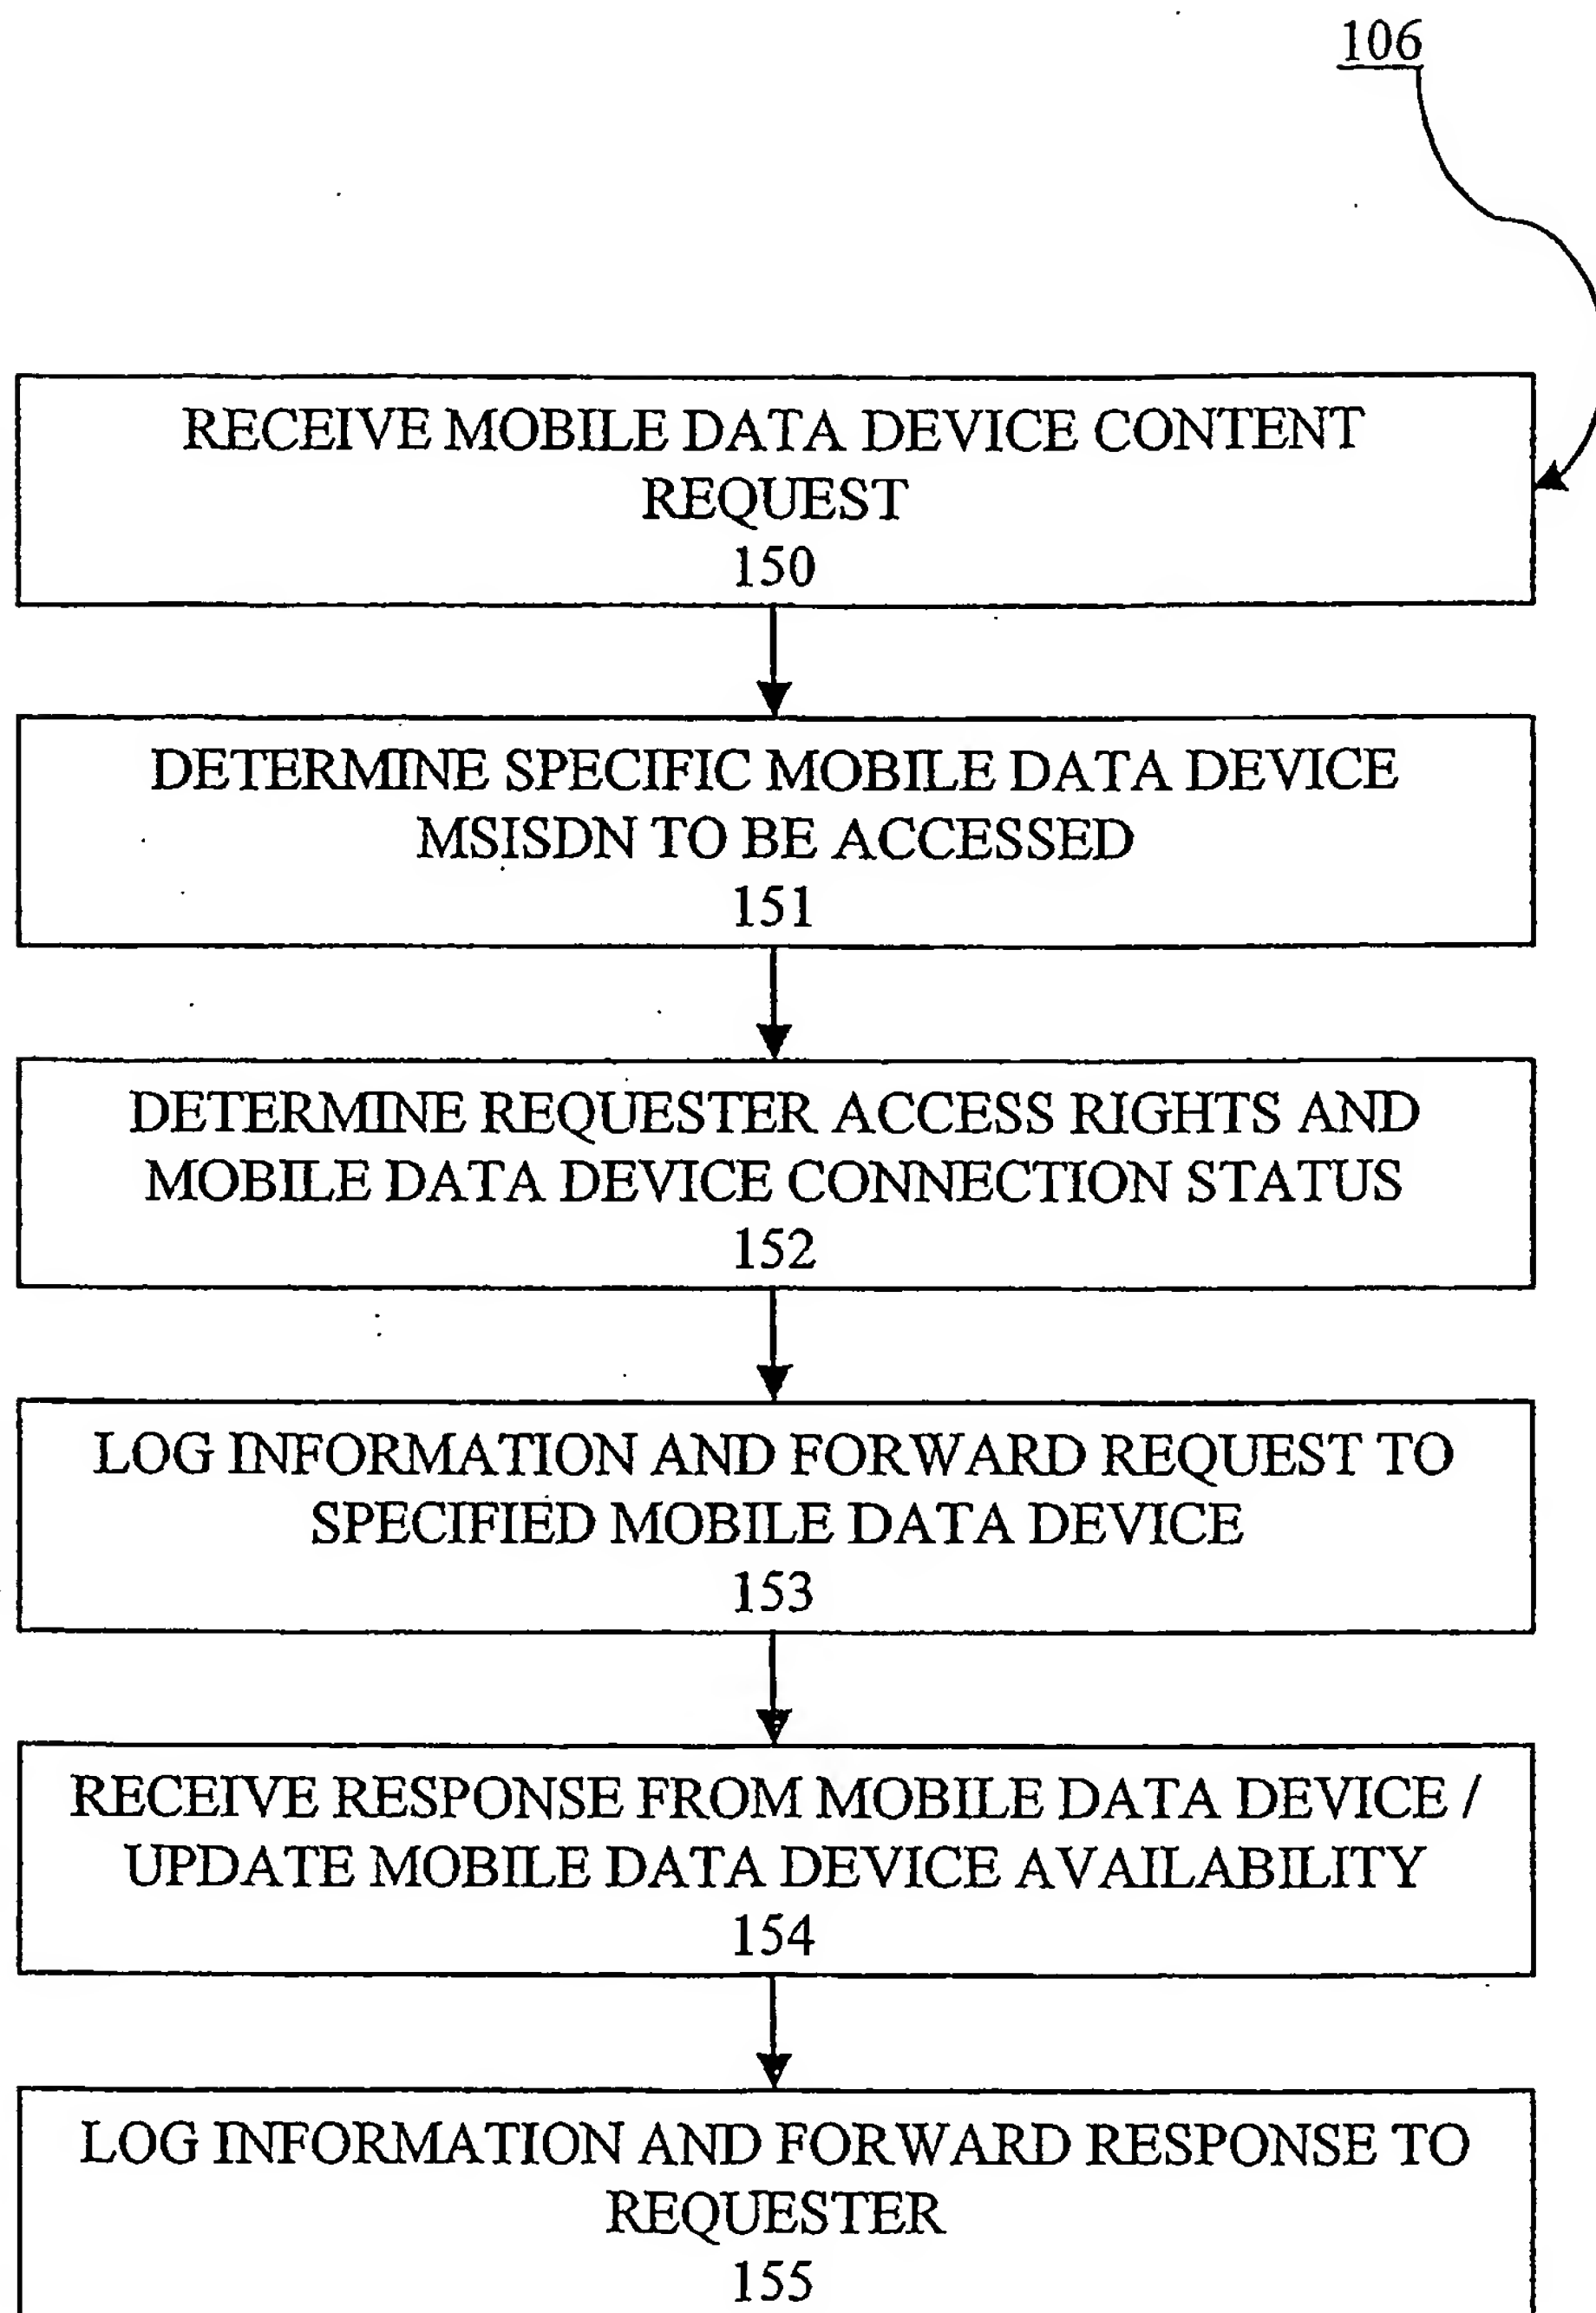 106
RECEIVE MOBILE DATA DEVICE CONTENT
REQUEST
150
DETERMINE SPECIFIC MOBILE DATA DEVICE
MSISDN TO BE ACCESSED
151
DETERMINE REQUESTER ACCESS RIGHTS AND
MOBILE DATA DEVICE CONNECTION STATUS
152
LOG INFORMATION AND FORWARD REQUEST TO
SPECIFIED MOBILE DATA DEVICE
153
RECEIVE RESPONSE FROM MOBILE DATA DEVICE /
UPDATE MOBILE DATA DEVICE AVAILABILITY
154
LOG INFORMATION AND FORWARD RESPONSE TO
REQUESTER
155